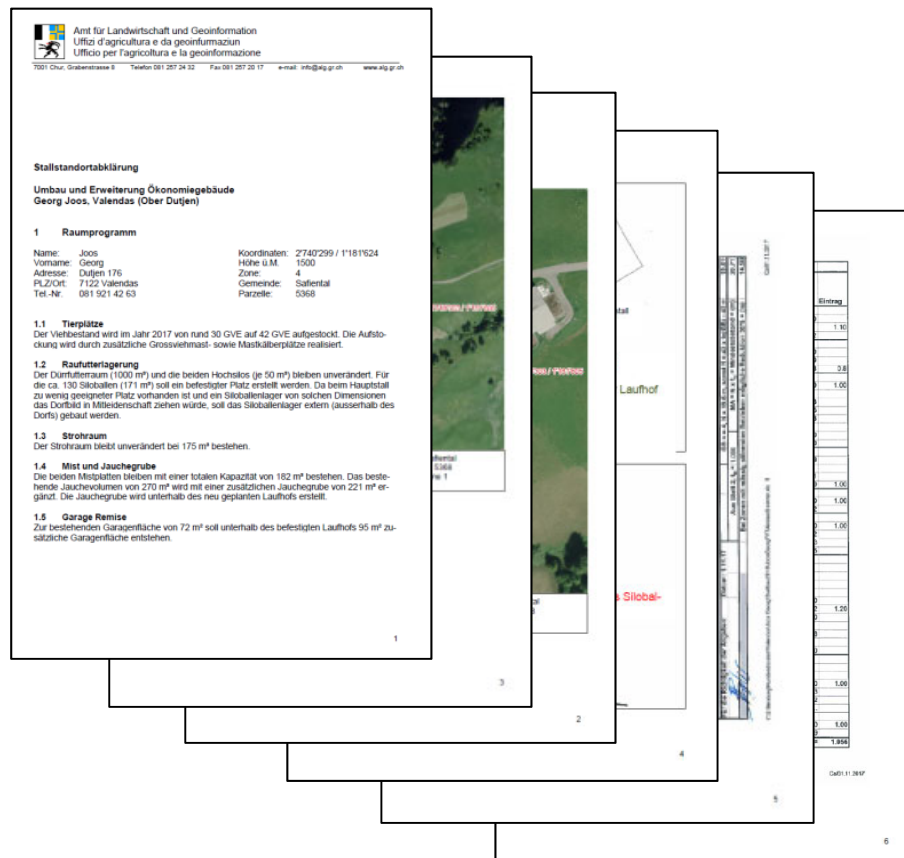 Amt für Landwirtschaft und Geoinformation
Uffizi d'agricultura e da geoinfurmaziun
Ufficio per l'agricoltura e la geoinformazione
7001 Chur, Grabenstrasse 8 Telefon 081 257 24 32 Fax 081 257 20 17 e-mail: info@alg.gr.ch www.alg.gr.ch
Stallstandortabklärung
Umbau und Erweiterung Ökonomiegebäude
Georg Joos, Valendas (Ober Dutjen)
1 Raumprogramm
Name: Joos Koordinaten: 2'740'299 / 1'181'624
Vorname: Georg Höhe ü.M. 1500
Adresse: Dutjen 176 Zone: 4
PLZ/Ort: 7122 Valendas Gemeinde: Safiental
Tel.-Nr. 081 921 42 63 Parzelle: 5368
1.1 Tierplätze
Der Viehbestand wird im Jahr 2017 von rund 30 GVE auf 42 GVE aufgestockt. Die Aufsto-
ckung wird durch zusätzliche Grossviehmast- sowie Mastkälberplätze realisiert.
1.2 Raufutterlagerung
Der Dürrfutterraum (1000 m³) und die beiden Hochsilos (je 50 m³) bleiben unverändert. Für
die ca. 130 Siloballen (171 m³) soll ein befestigter Platz erstellt werden. Da beim Hauptstall
zu wenig geeigneter Platz vorhanden ist und ein Siloballenlager von solchen Dimensionen
das Dorfbild in Mitleidenschaft ziehen würde, soll das Siloballenlager extern (ausserhalb des
Dorfs) gebaut werden.
1.3 Strohraum
Der Strohraum bleibt unverändert bei 175 m³ bestehen.
1.4 Mist und Jauchegrube
Die beiden Mistplatten bleiben mit einer totalen Kapazität von 182 m² bestehen. Das beste-
hende Jauchevolumen von 270 m³ wird mit einer zusätzlichen Jauchegrube von 221 m³ er-
gänzt. Die Jauchegrube wird unterhalb des neu geplanten Laufhofs erstellt.
1.5 Garage Remise
Zur bestehenden Garagenfläche von 72 m² soll unterhalb des befestigten Laufhofs 95 m² zu-
sätzliche Garagenfläche entstehen.
1
3
2
Laufhof
Silobal-
4
5
Eintrag
1.10
0.8
1.00
1.00
1.00
1.00
1.20
1.00
1.00
1.956
6